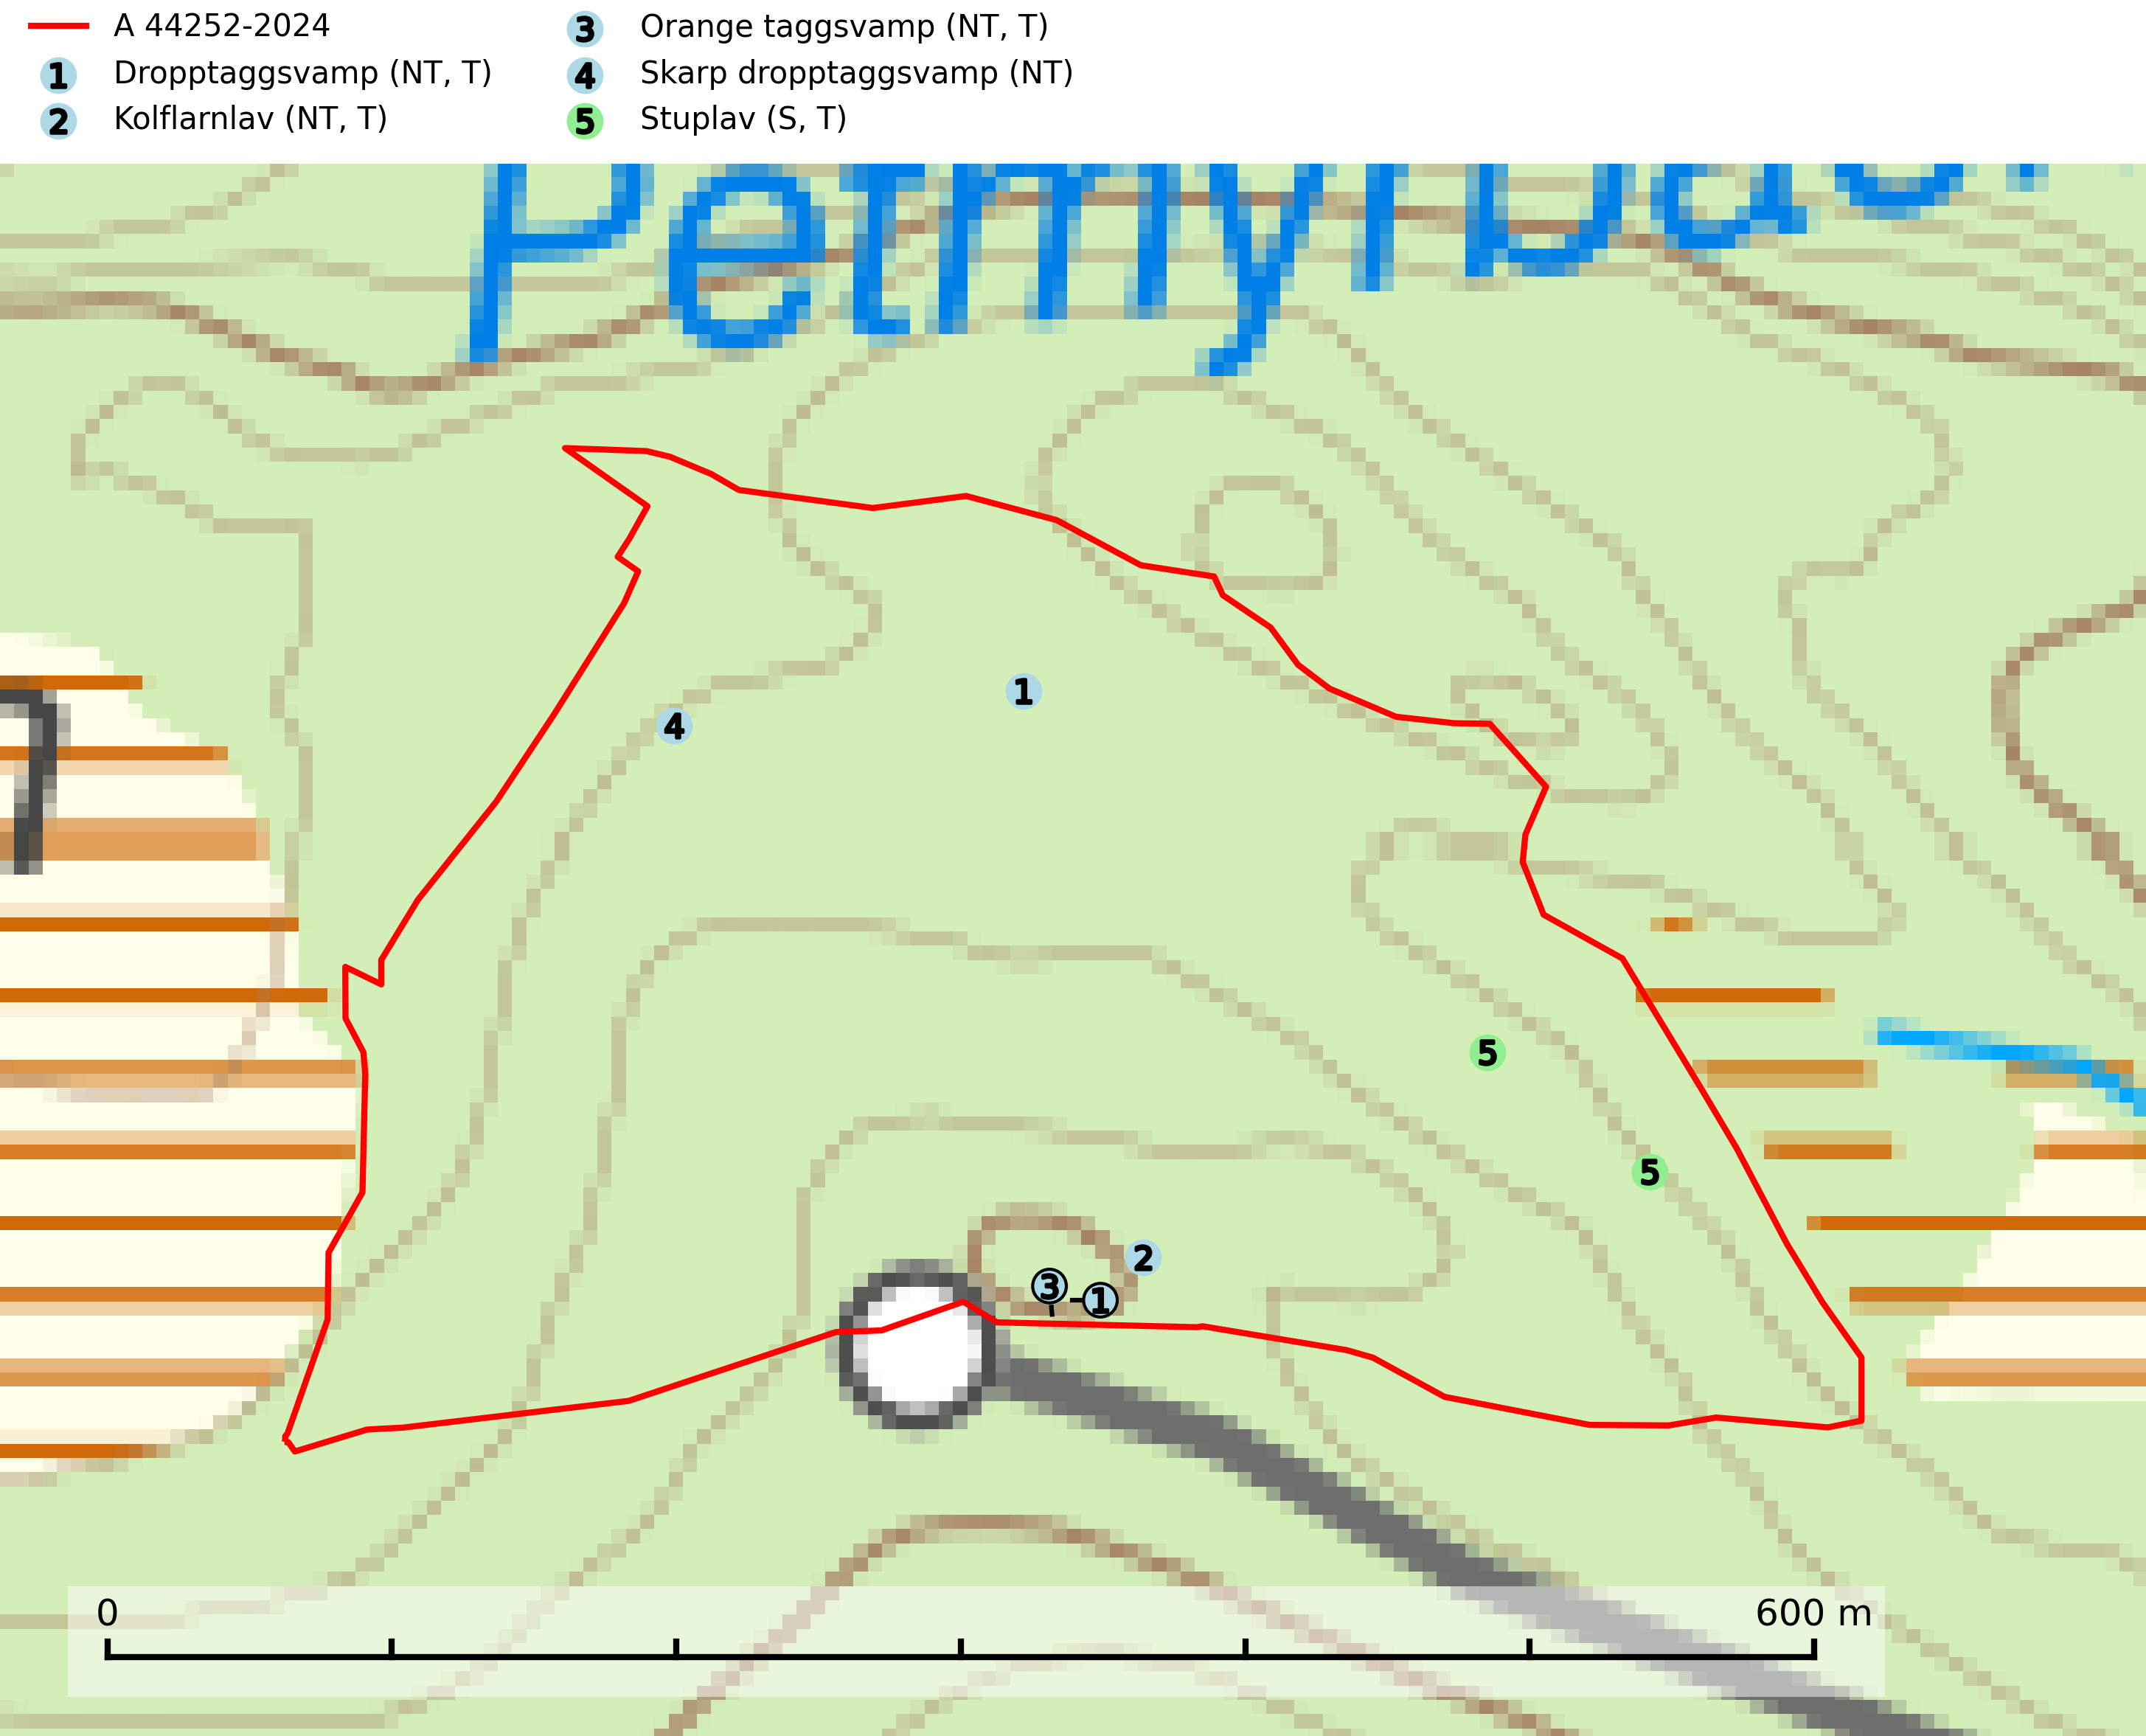 A 44252-2024
1 Dropptaggsvamp (NT, T)
2 Kolflarnlav (NT, T)
3 Orange taggsvamp (NT, T)
4 Skarp dropptaggsvamp (NT)
5 Stuplav (S, T)
1
4
5
5
2
3 1
0 600 m